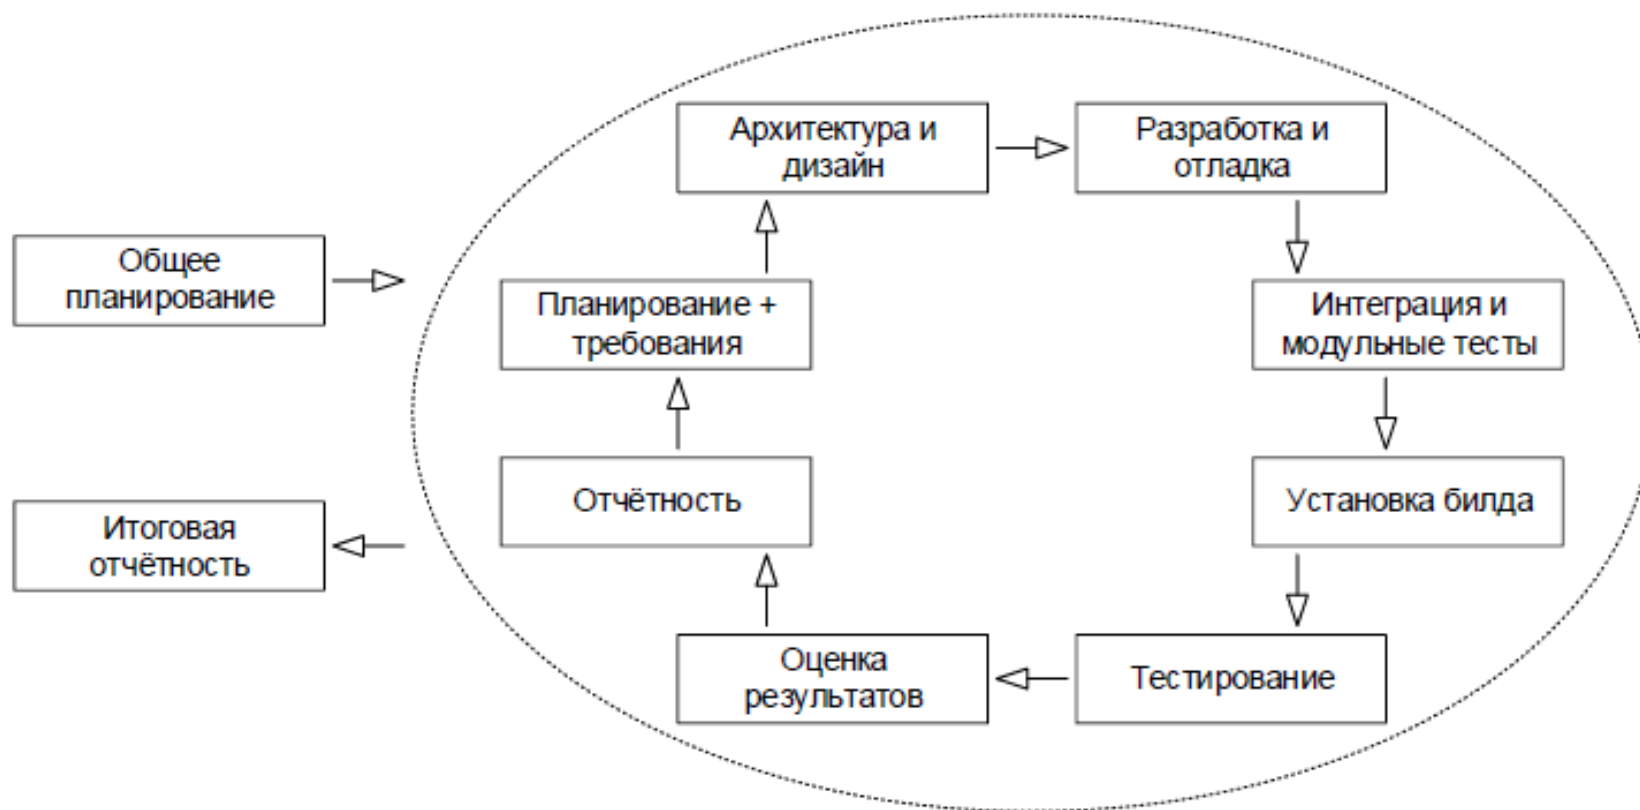 Архитектура и
дизайн
Разработка и
отладка
Общее
планирование
Планирование +
требования
Интеграция и
модульные тесты
Отчётность
Установка билда
Итоговая
отчётность
Оценка
результатов
Тестирование